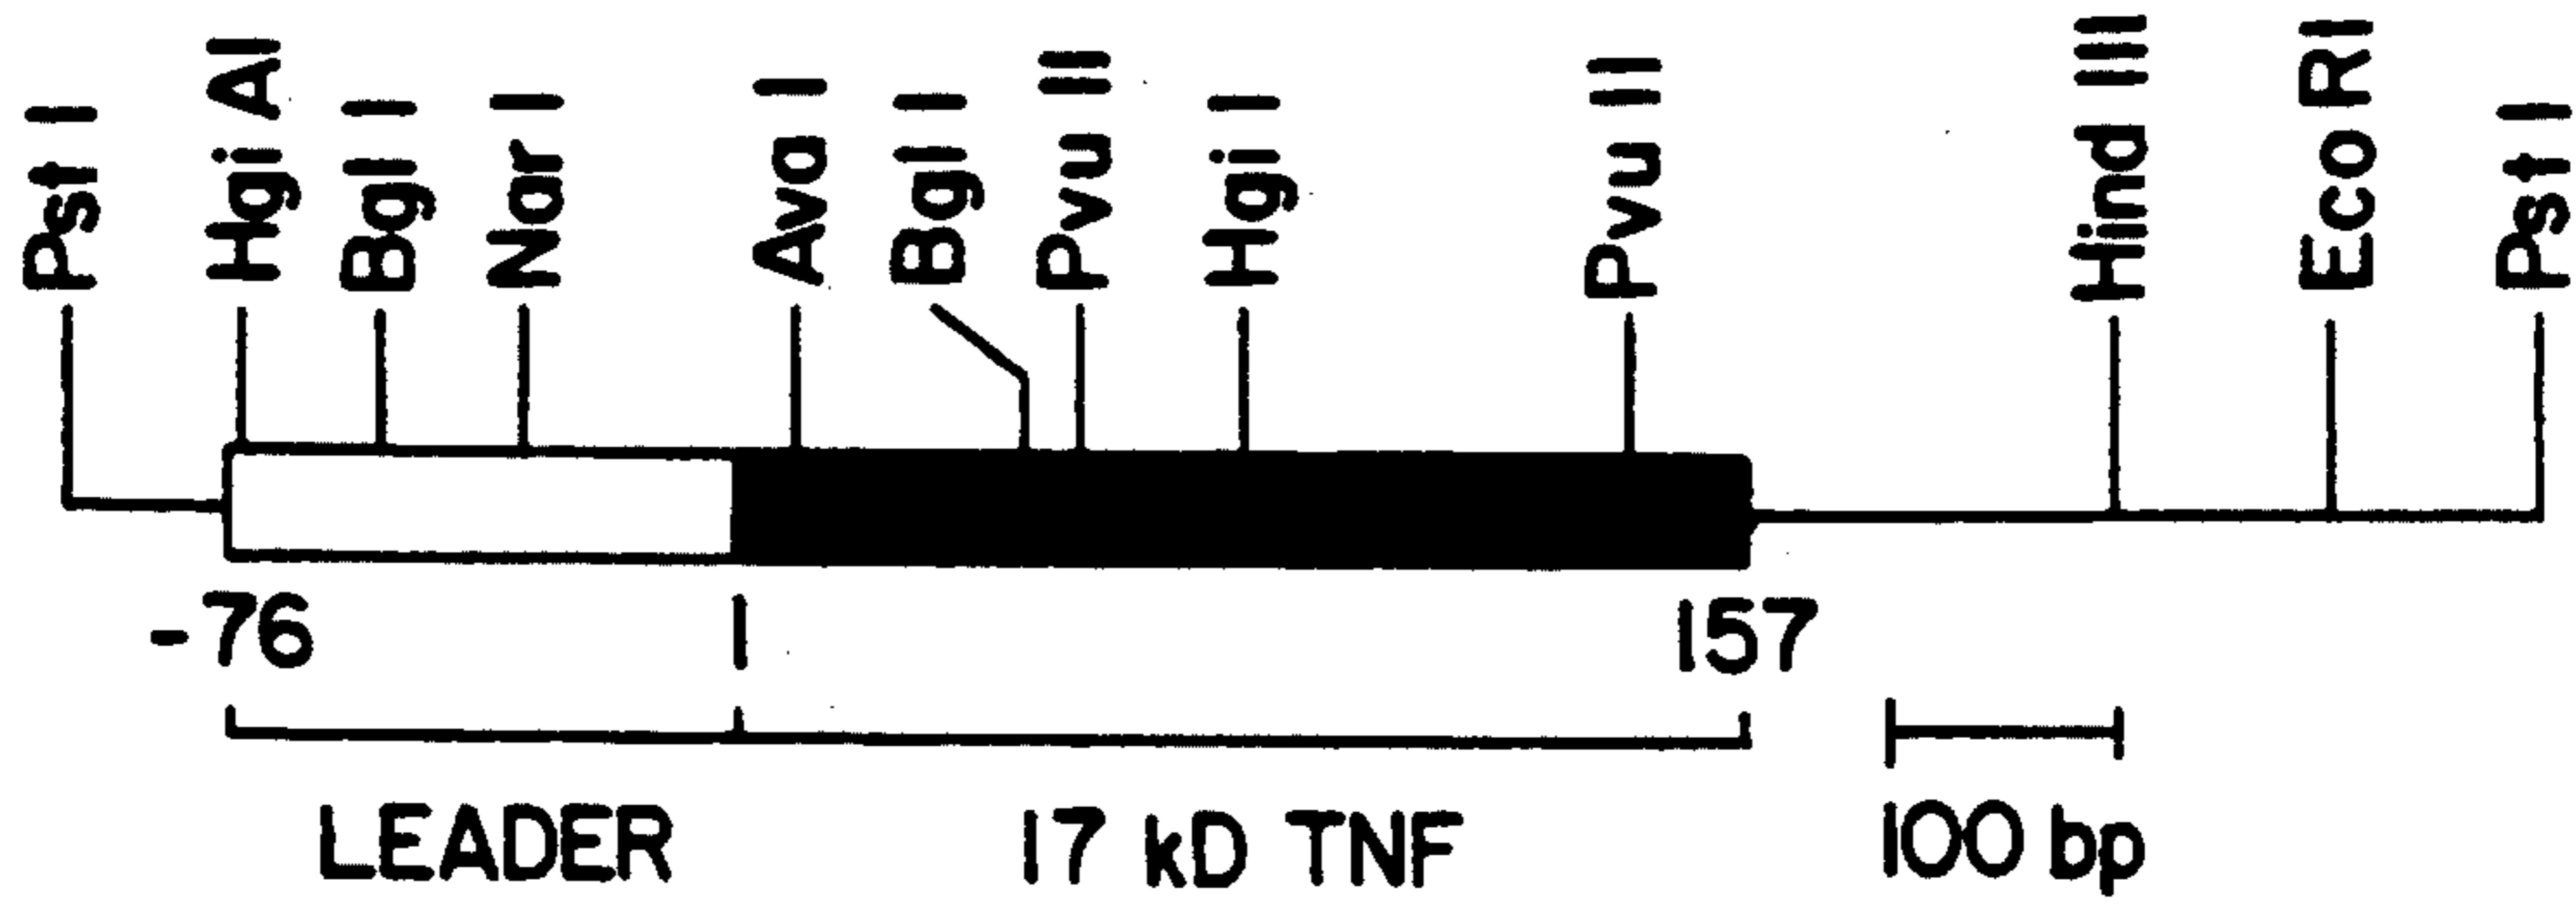 Pst I
Hgi AI
Bgl I
Nar I
Ava I
Bgl I
Pvu II
Hgi I
Pvu II
Hind III
Eco RI
Pst I
-76
1
157
LEADER
17 kD TNF
100 bp